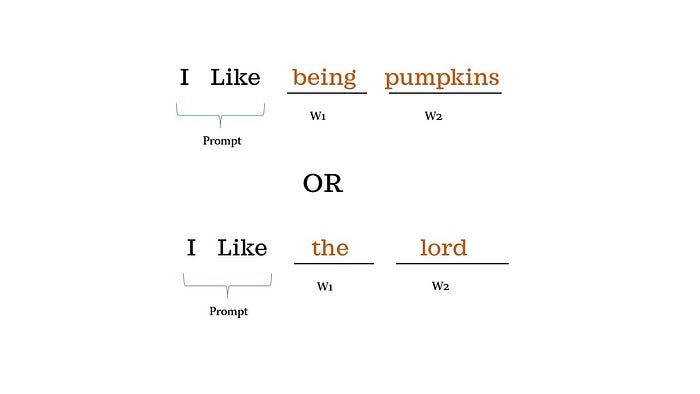 I Like being pumpkins
W1 W2
Prompt
OR
I Like the lord
W1 W2
Prompt